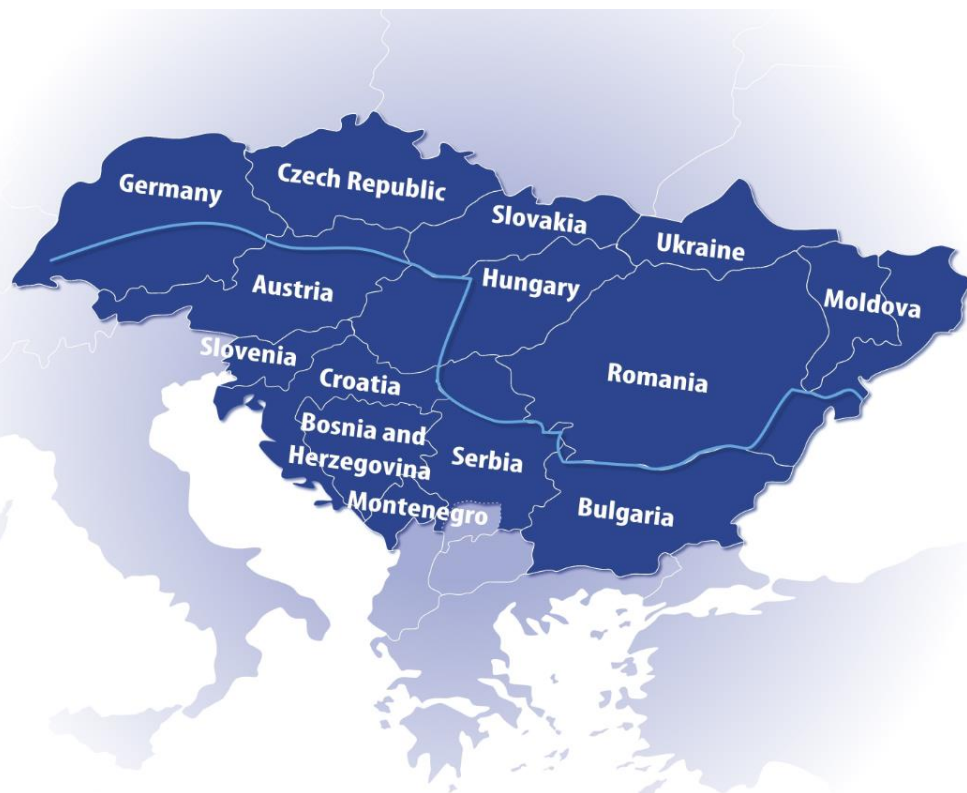 Germany
Czech Republic
Slovakia
Ukraine
Austria
Hungary
Moldova
Slovenia
Croatia
Romania
Bosnia and
Herzegovina
Serbia
Montenegro
Bulgaria